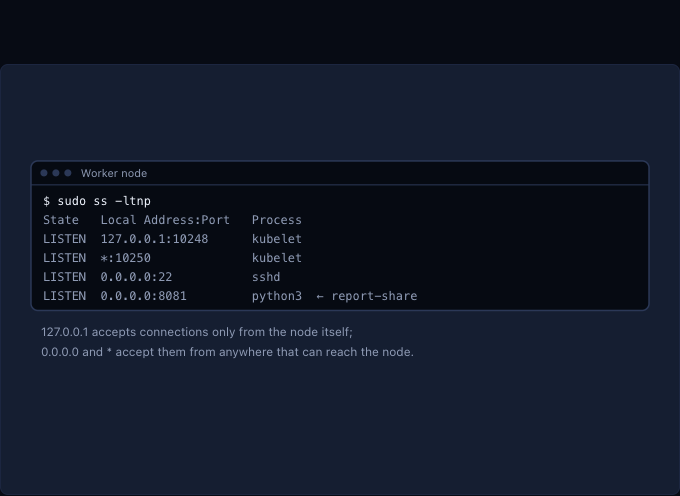 Worker node
$ sudo ss -ltnp
State   Local Address:Port   Process
LISTEN  127.0.0.1:10248      kubelet
LISTEN  *:10250              kubelet
LISTEN  0.0.0.0:22           sshd
LISTEN  0.0.0.0:8081         python3  ← report-share
127.0.0.1 accepts connections only from the node itself;
0.0.0.0 and * accept them from anywhere that can reach the node.